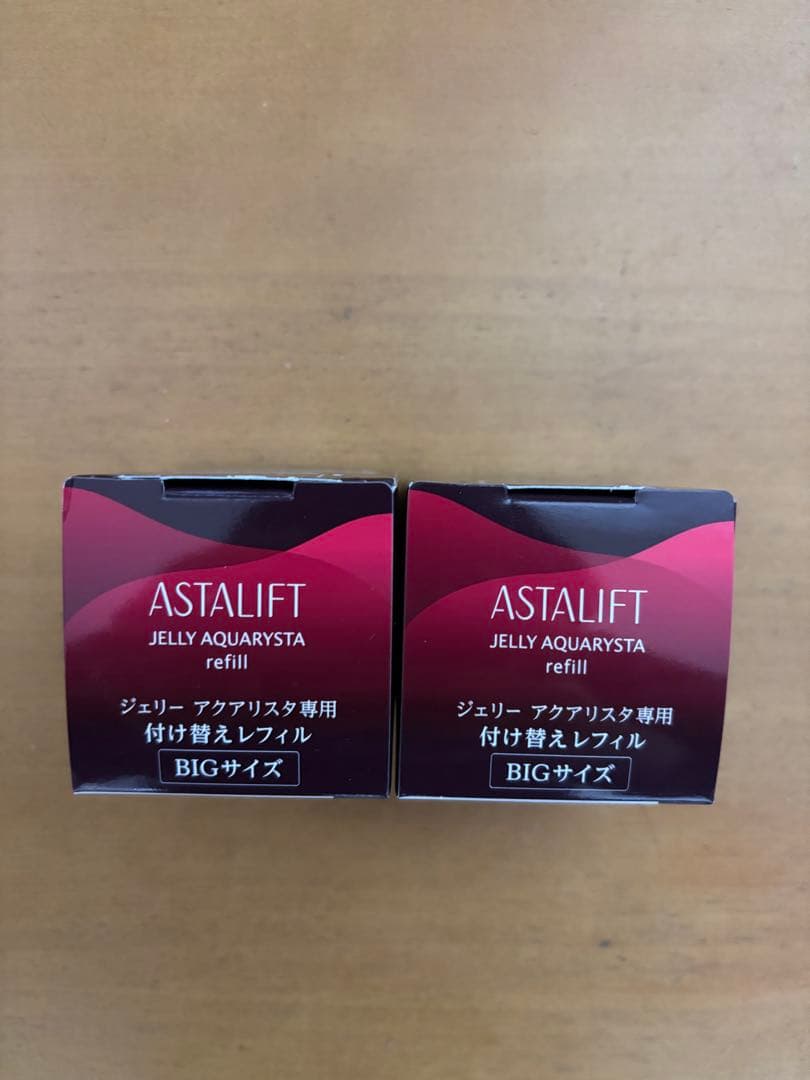 ASTALIFT
JELLY AQUARYSTA
refill
ジェリー アクアリスタ専用
付け替えレフィル
BIGサイズ
ASTALIFT
JELLY AQUARYSTA
refill
ジェリー アクアリスタ専用
付け替えレフィル
BIGサイズ